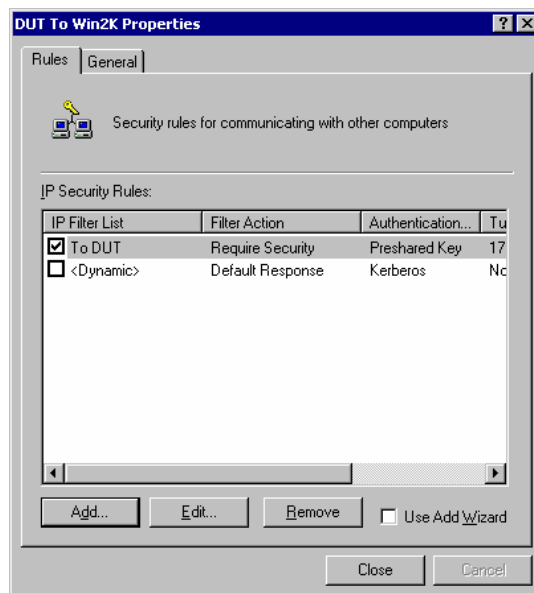 DUT To Win2K Properties
Rules General
Security rules for communicating with other computers
IP Security Rules:
IP Filter List Filter Action Authentication... Tu
To DUT Require Security Preshared Key 17
<Dynamic> Default Response Kerberos No
Add... Edit... Remove Use Add Wizard
Close Cancel